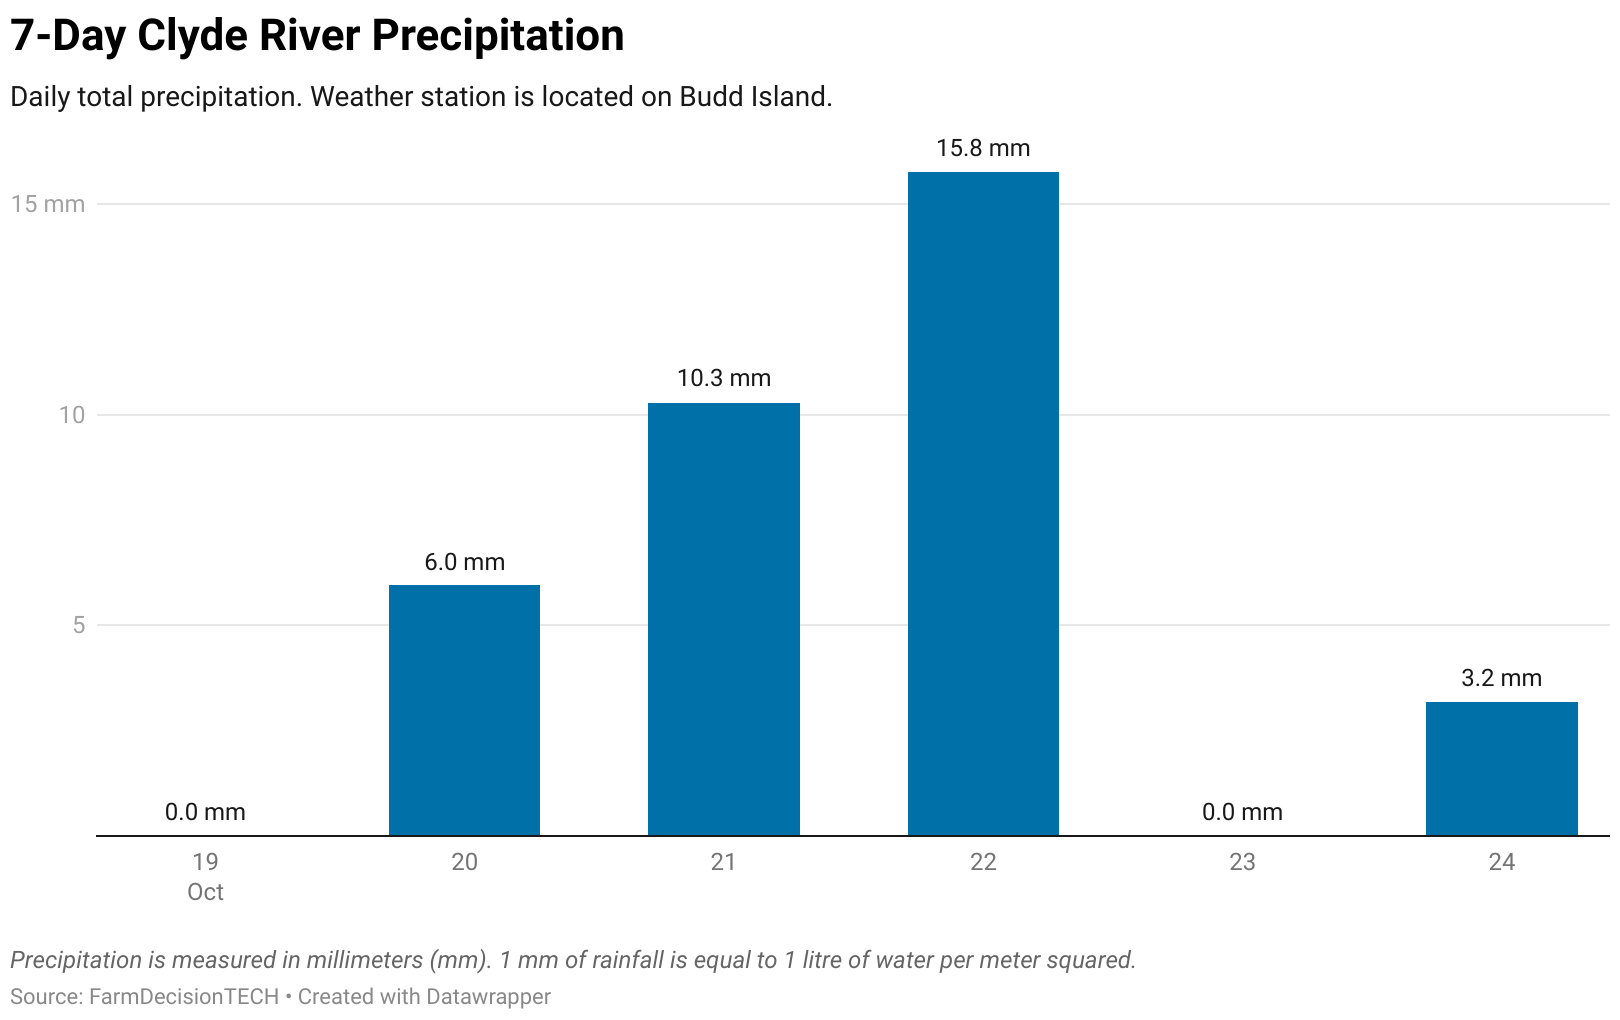 7-Day Clyde River Precipitation
Daily total precipitation. Weather station is located on Budd Island.
15.8 mm
15 mm
10.3 mm
10
6.0 mm
5
3.2 mm
0.0 mm
0.0 mm
19
20
21
22
23
24
Oct
Precipitation is measured in millimeters (mm). 1 mm of rainfall is equal to 1 litre of water per meter squared.
Source: FarmDecisionTECH • Created with Datawrapper